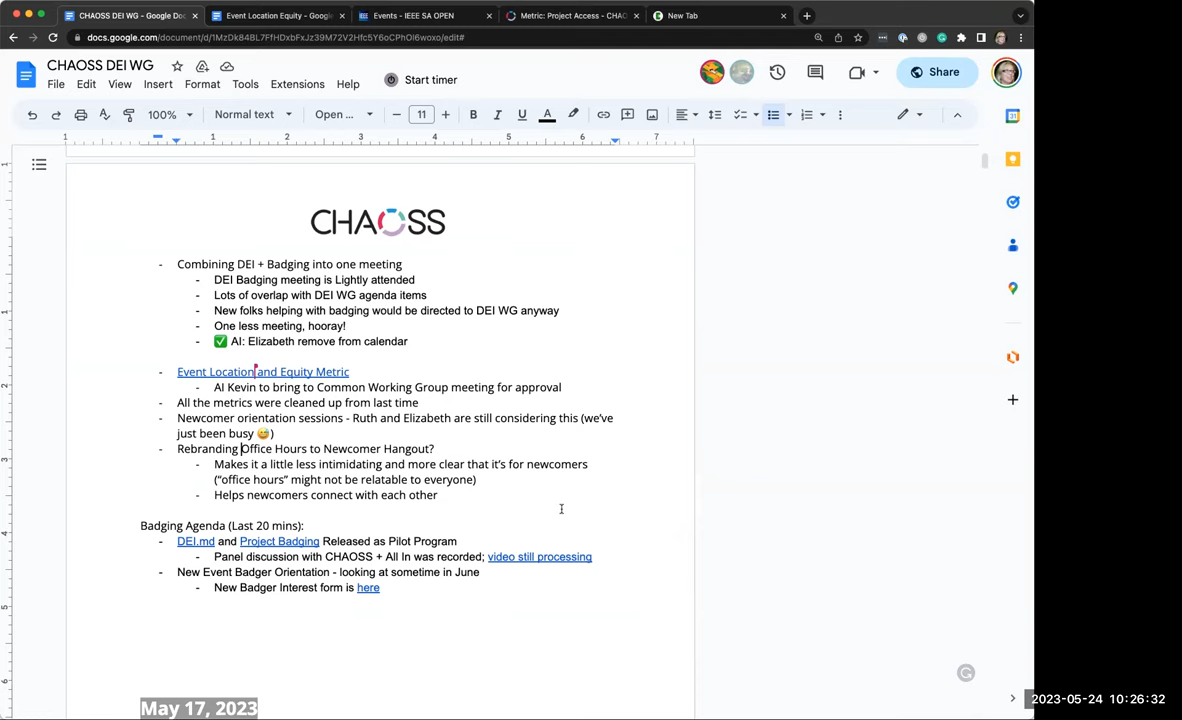 CHAOSS DEI WG - Google Doc
Event Location Equity - Google
Events - IEEE SA OPEN
Metric: Project Access - CHAO
New Tab
docs.google.com/document/d/1MzDk84BL7FfHDxbFxJz39M72V2Hfc5Y6oCPhOl6woxo/edit#
CHAOSS DEI WG
File Edit View Insert Format Tools Extensions Help
Start timer
Share
100% Normal text Open ... 11
1 1 2 3 4 5 6 7
CHAOSS
- Combining DEI + Badging into one meeting
- DEI Badging meeting is Lightly attended
- Lots of overlap with DEI WG agenda items
- New folks helping with badging would be directed to DEI WG anyway
- One less meeting, hooray!
- ✅ AI: Elizabeth remove from calendar
- Event Location and Equity Metric
- AI Kevin to bring to Common Working Group meeting for approval
- All the metrics were cleaned up from last time
- Newcomer orientation sessions - Ruth and Elizabeth are still considering this (we've
just been busy 😅)
- Rebranding Office Hours to Newcomer Hangout?
- Makes it a little less intimidating and more clear that it's for newcomers
("office hours" might not be relatable to everyone)
- Helps newcomers connect with each other
Badging Agenda (Last 20 mins):
- DEI.md and Project Badging Released as Pilot Program
- Panel discussion with CHAOSS + All In was recorded; video still processing
- New Event Badger Orientation - looking at sometime in June
- New Badger Interest form is here
May 17, 2023
2023-05-24 10:26:32